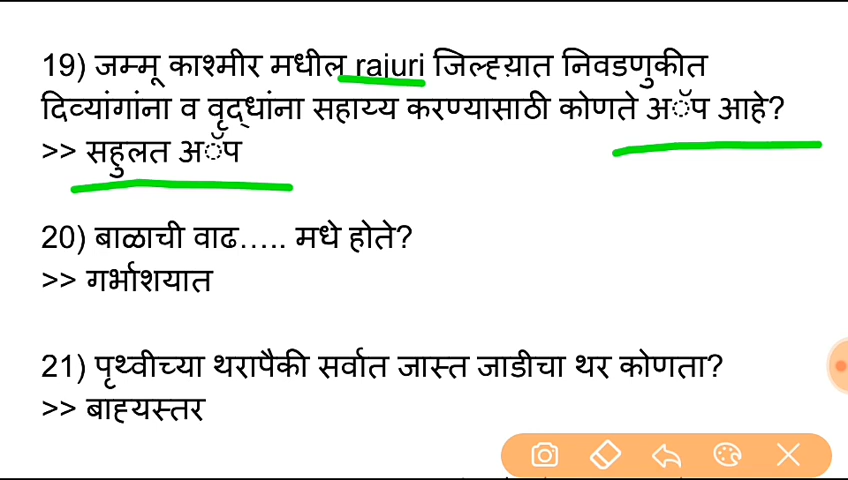 19) जम्मू काश्मीर मधील rajuri जिल्ह्य़ात निवडणुकीत
दिव्यांगांना व वृद्धांना सहाय्य करण्यासाठी कोणते अॅप आहे?
>> सहुलत अॅप
20) बाळाची वाढ..... मधे होते?
>> गर्भाशयात
21) पृथ्वीच्या थरापैकी सर्वात जास्त जाडीचा थर कोणता?
>> बाह्यस्तर